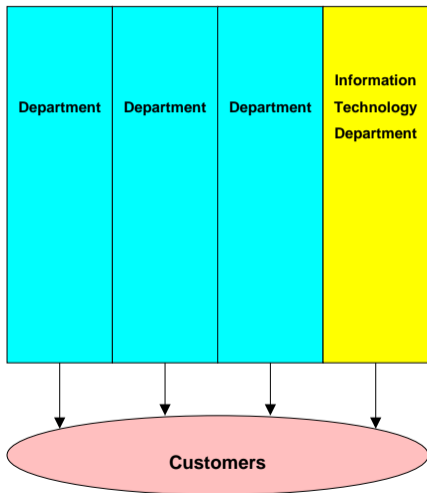 Department
Department
Department
Information
Technology
Department
Customers